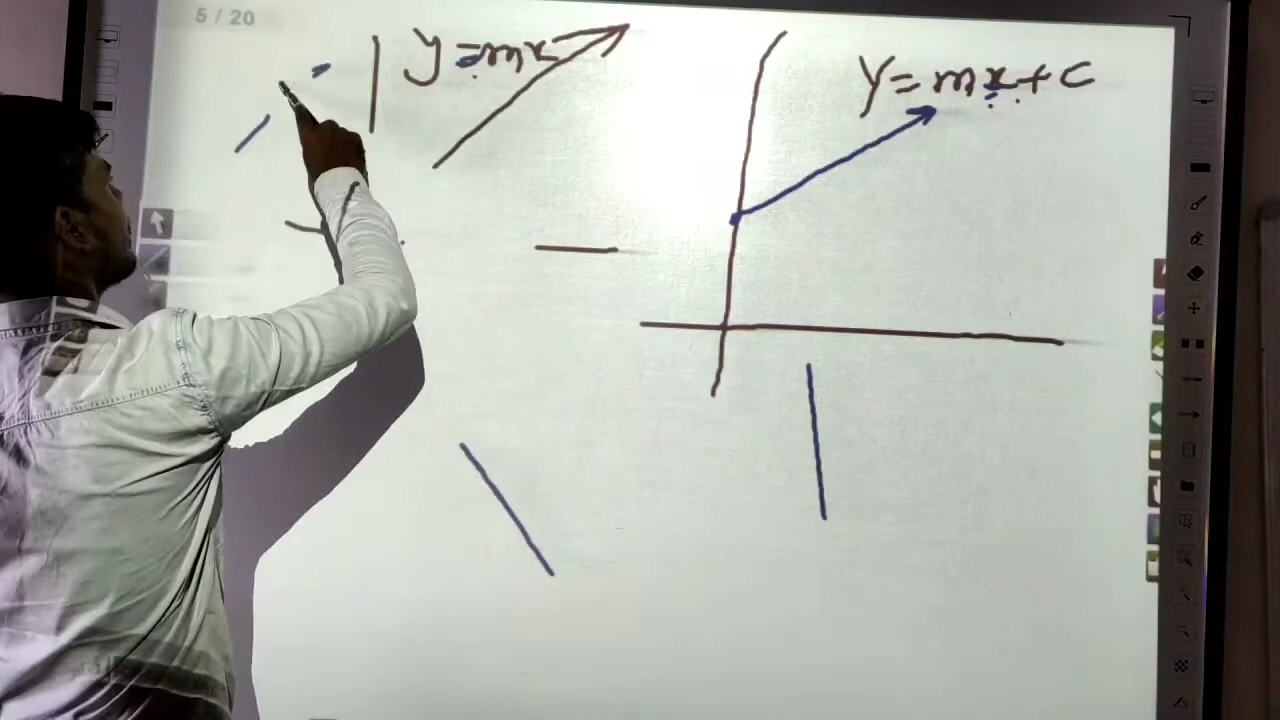 5 / 20
y = mx
Y = mx + c